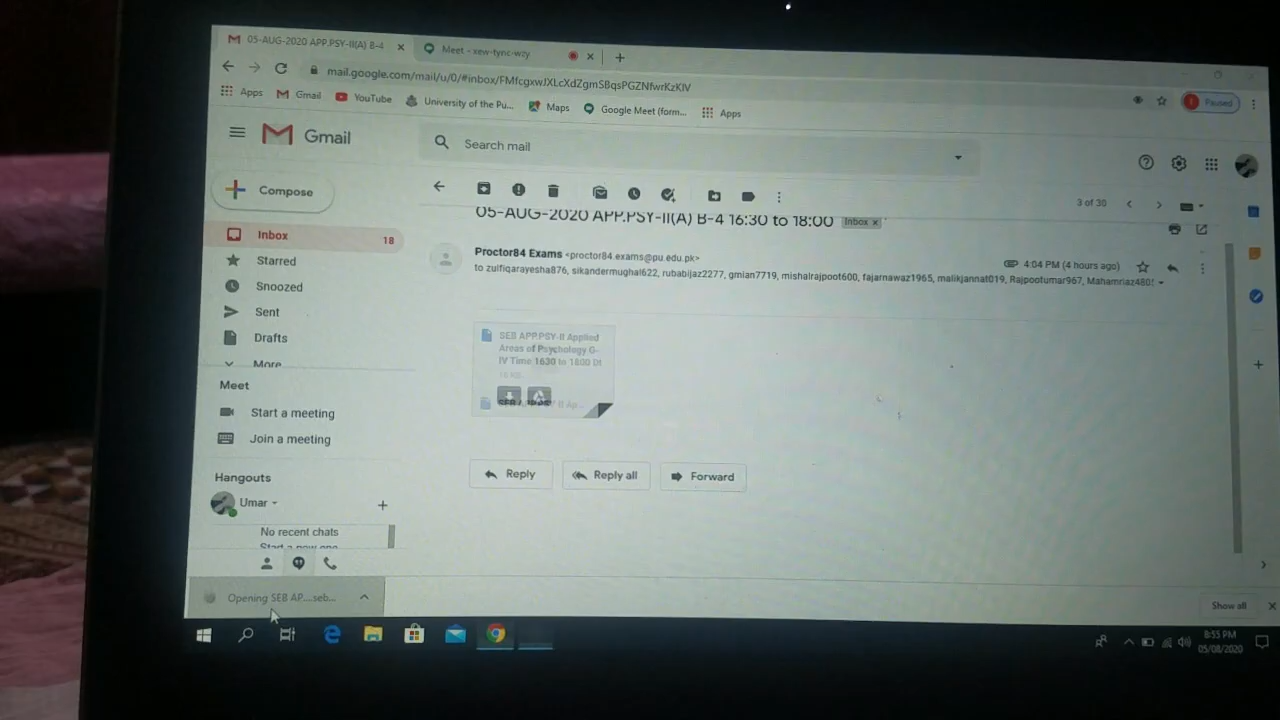 05-AUG-2020 APP.PSY-II(A) B-4
Meet - xew-tync-wzy
mail.google.com/mail/u/0/#inbox/FMfcgxwJXLcXdZgmSBqsPGZNfwrKzKlV
Apps Gmail YouTube University of the Pu... Maps Google Meet (form... Apps
Paused
Gmail
Search mail
Compose
3 of 30
05-AUG-2020 APP.PSY-II(A) B-4 16:30 to 18:00 Inbox x
Inbox 18
Starred
Snoozed
Sent
Drafts
More
Proctor84 Exams <proctor84.exams@pu.edu.pk>
4:04 PM (4 hours ago)
to zulfiqarayesha876, sikandermughal622, rubabijaz2277, gmian7719, mishalrajpoot600, fajarnawaz1965, malikjannat019, Rajpootumar967, Mahamriaz480
SEB APP.PSY-II Applied
Areas of Psychology G-
IV Time 1630 to 1800 Dt
Meet
Start a meeting
Join a meeting
Reply Reply all Forward
Hangouts
Umar
No recent chats
Start a new one
Opening SEB AP....seb...
Show all
8:55 PM
05/08/2020